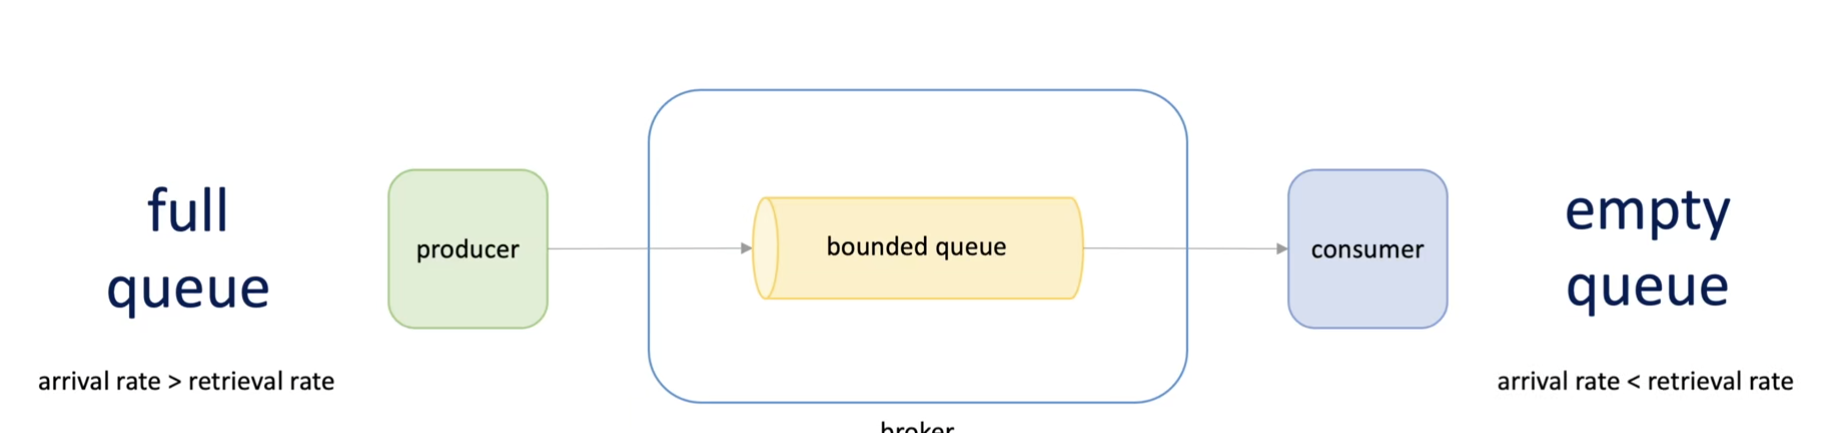 full
queue
arrival rate > retrieval rate
producer
bounded queue
consumer
empty
queue
arrival rate < retrieval rate
broker